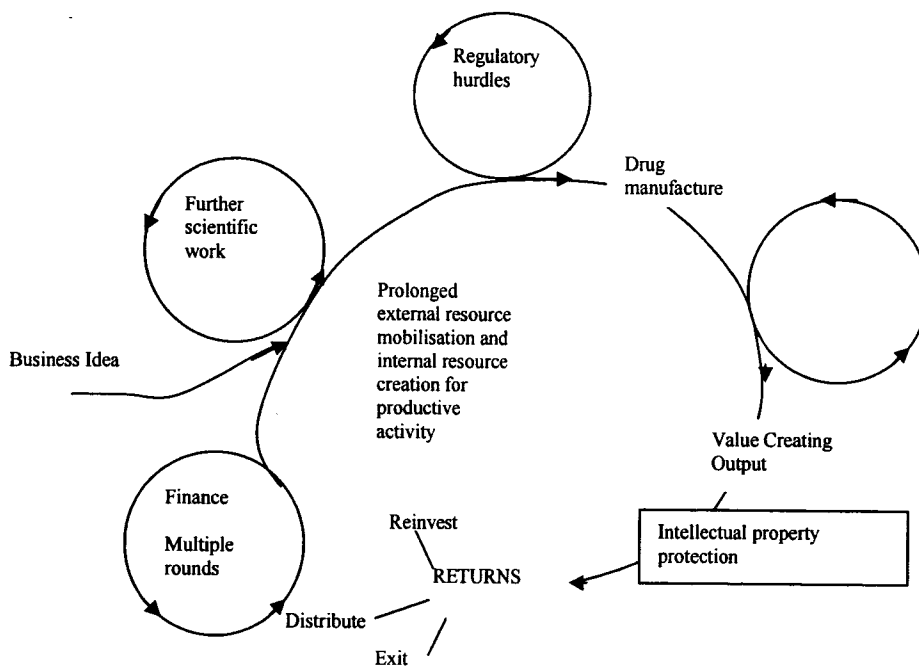 Regulatory
hurdles
Drug
manufacture
Further
scientific
work
Prolonged
external resource
mobilisation and
internal resource
creation for
productive
activity
Business Idea
Value Creating
Output
Finance
Multiple
rounds
Intellectual property
protection
Reinvest
RETURNS
Distribute
Exit